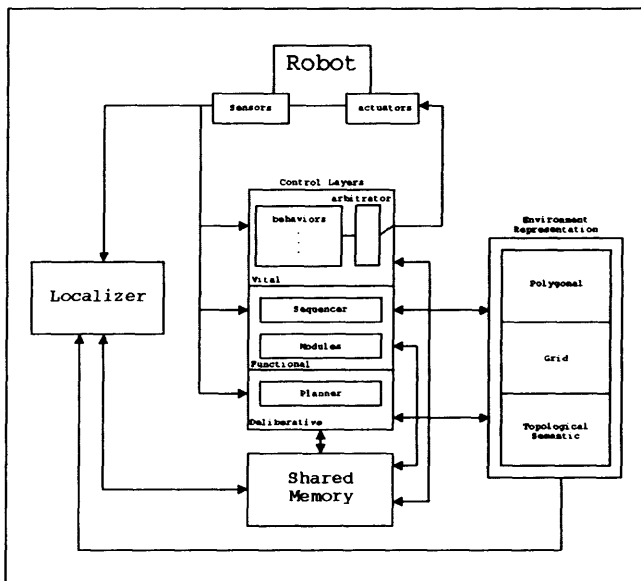 Robot
Sensors
actuators
Control Layers
arbitrator
behaviors
Vital
Environment
Representation
Polygonal
Localizer
Sequencer
Modules
Functional
Grid
Planner
Deliberative
Topological
Semantic
Shared
Memory